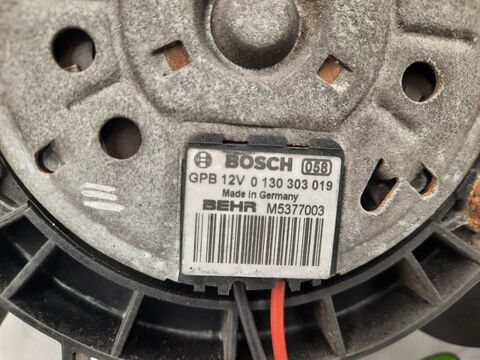 BOSCH 058
GPB 12V 0 130 303 019
Made in Germany
BEHR M5377003